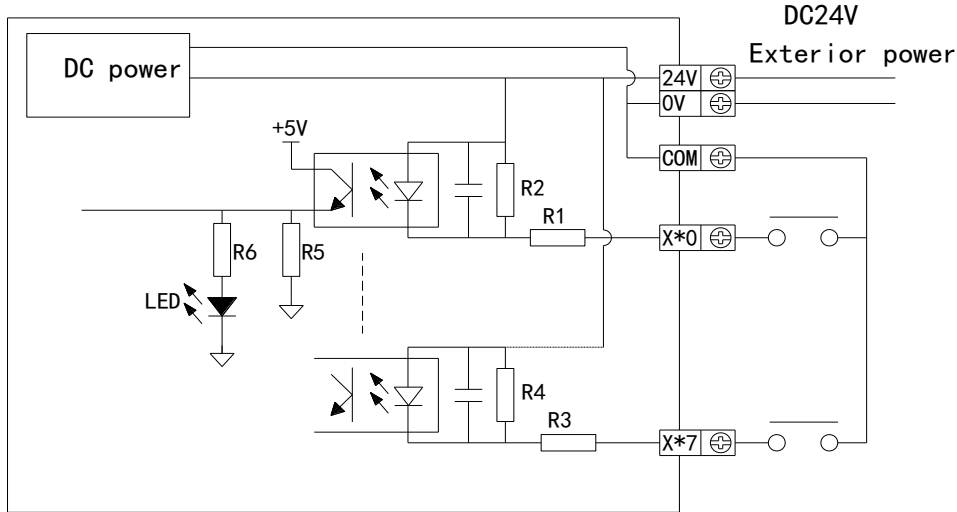 DC24V
Exterior power
DC power
24V
0V
+5V
COM
R2
R1
X*0
R6
R5
LED
R4
R3
X*7